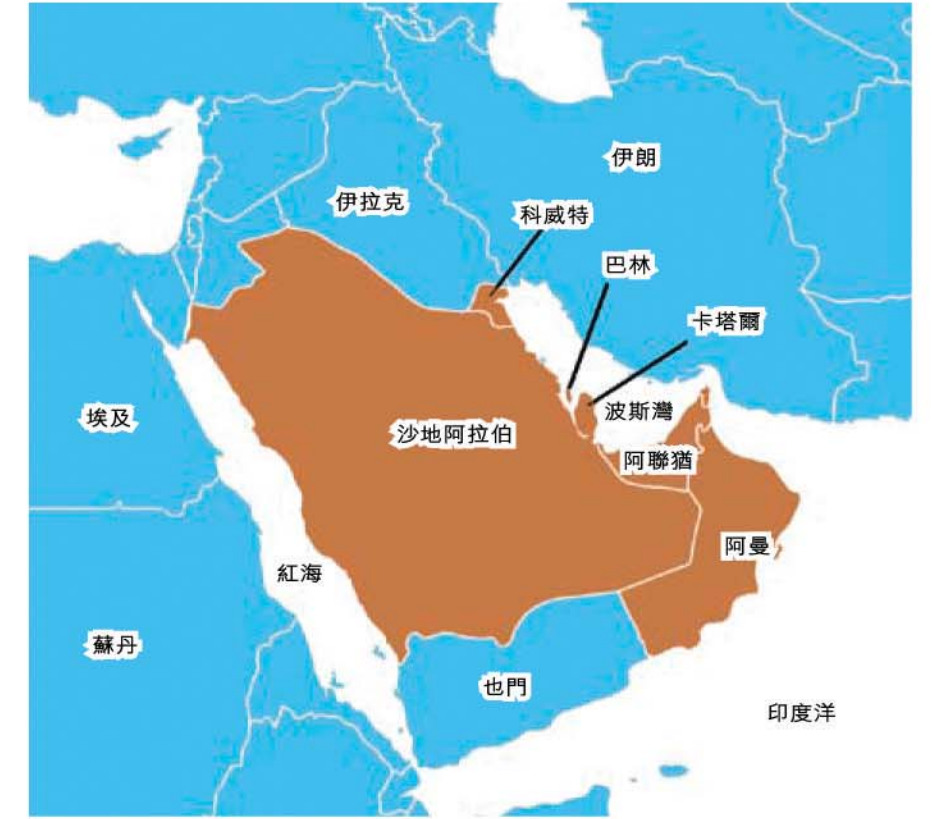 伊朗
伊拉克
科威特
巴林
卡塔爾
埃及
沙地阿拉伯
波斯灣
阿聯猶
阿曼
紅海
蘇丹
也門
印度洋